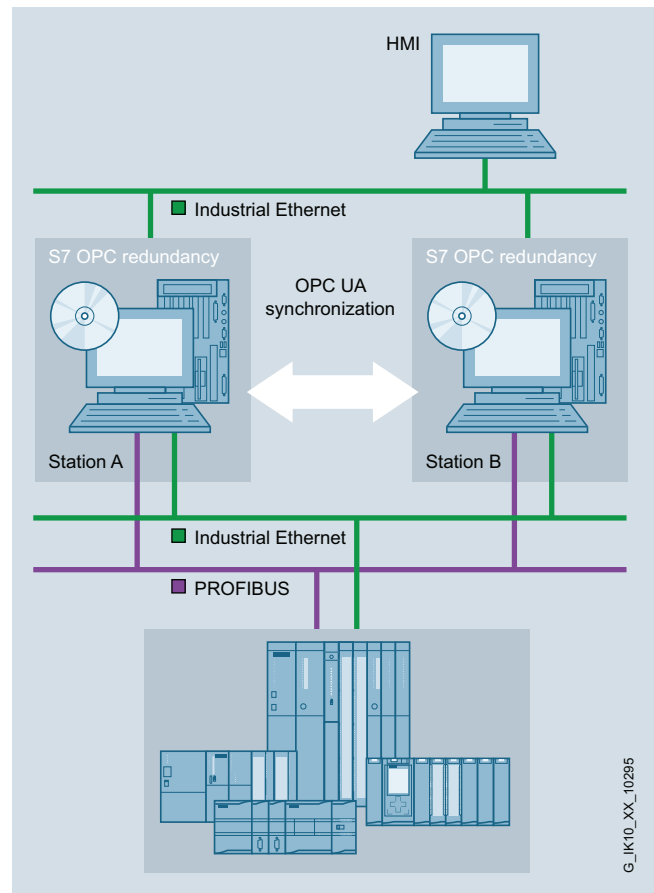 HMI
Industrial Ethernet
S7 OPC redundancy
OPC UA
synchronization
S7 OPC redundancy
Station A
Station B
Industrial Ethernet
PROFIBUS
G_IK10_XX_10295